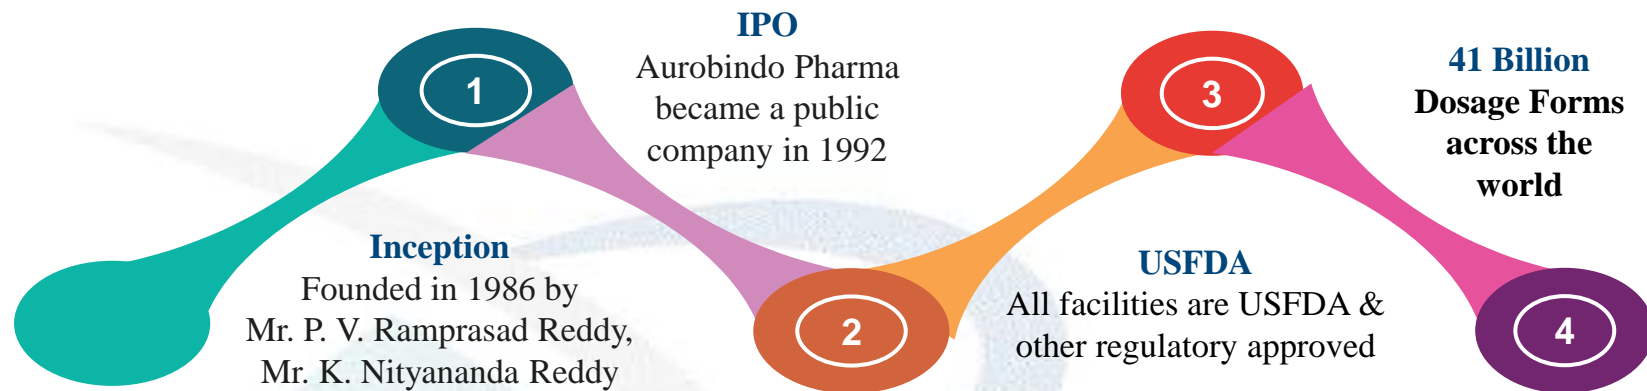 1
Inception
Founded in 1986 by
Mr. P. V. Ramprasad Reddy,
Mr. K. Nityananda Reddy
IPO
Aurobindo Pharma
became a public
company in 1992
2
3
USFDA
All facilities are USFDA &
other regulatory approved
41 Billion
Dosage Forms
across the
world
4